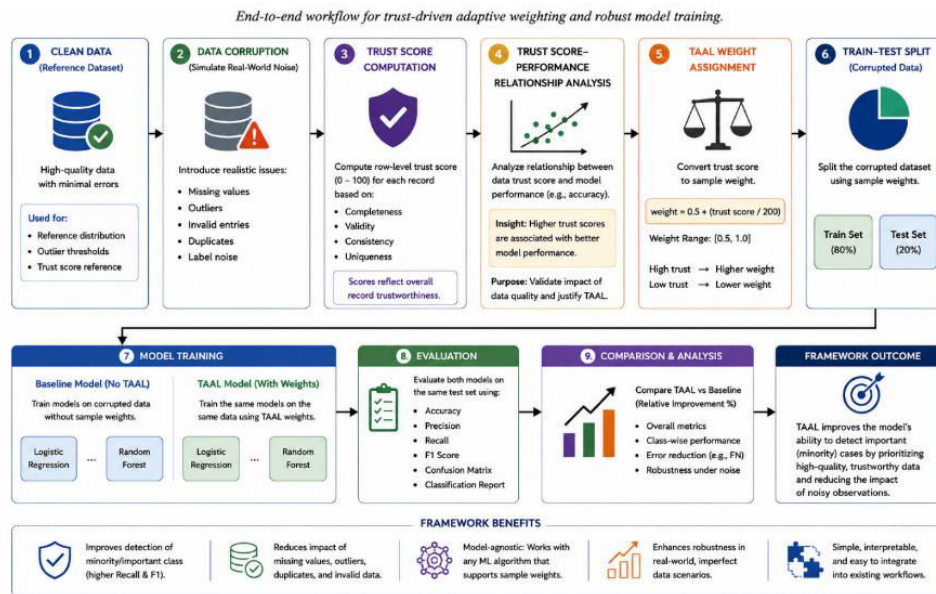 End-to-end workflow for trust-driven adaptive weighting and robust model training.
1
CLEAN DATA
(Reference Dataset)
High-quality data
with minimal errors
Used for:
• Reference distribution
• Outlier thresholds
• Trust score reference
2
DATA CORRUPTION
(Simulate Real-World Noise)
Introduce realistic issues:
• Missing values
• Outliers
• Invalid entries
• Duplicates
• Label noise
3
TRUST SCORE
COMPUTATION
Compute row-level trust score
(0 – 100) for each record
based on:
• Completeness
• Validity
• Consistency
• Uniqueness
Scores reflect overall
record trustworthiness.
4
TRUST SCORE–
PERFORMANCE
RELATIONSHIP ANALYSIS
Analyze relationship between
data trust score and model
performance (e.g., accuracy).
Insight: Higher trust scores
are associated with better
model performance.
Purpose: Validate impact of
data quality and justify TAAL.
5
TAAL WEIGHT
ASSIGNMENT
Convert trust score
to sample weight.
weight = 0.5 + (trust score / 200)
Weight Range: [0.5, 1.0]
High trust → Higher weight
Low trust → Lower weight
6
TRAIN–TEST SPLIT
(Corrupted Data)
Split the corrupted dataset
using sample weights.
Train Set
(80%)
Test Set
(20%)
7 MODEL TRAINING
Baseline Model (No TAAL)
Train models on corrupted data
without sample weights.
Logistic
Regression
...
Random
Forest
TAAL Model (With Weights)
Train the same models on the
same data using TAAL weights.
Logistic
Regression
...
Random
Forest
8. EVALUATION
Evaluate both models on
the same test set using:
• Accuracy
• Precision
• Recall
• F1 Score
• Confusion Matrix
• Classification Report
9. COMPARISON & ANALYSIS
Compare TAAL vs Baseline
(Relative Improvement %)
• Overall metrics
• Class-wise performance
• Error reduction (e.g., FN)
• Robustness under noise
FRAMEWORK OUTCOME
TAAL improves the model's
ability to detect important
(minority) cases by prioritizing
high-quality, trustworthy data
and reducing the impact
of noisy observations.
FRAMEWORK BENEFITS
Improves detection of
minority/important class
(higher Recall & F1).
Reduces impact of
missing values, outliers,
duplicates, and invalid data.
Model-agnostic: Works with
any ML algorithm that
supports sample weights.
Enhances robustness in
real-world, imperfect
data scenarios.
Simple, interpretable,
and easy to integrate
into existing workflows.